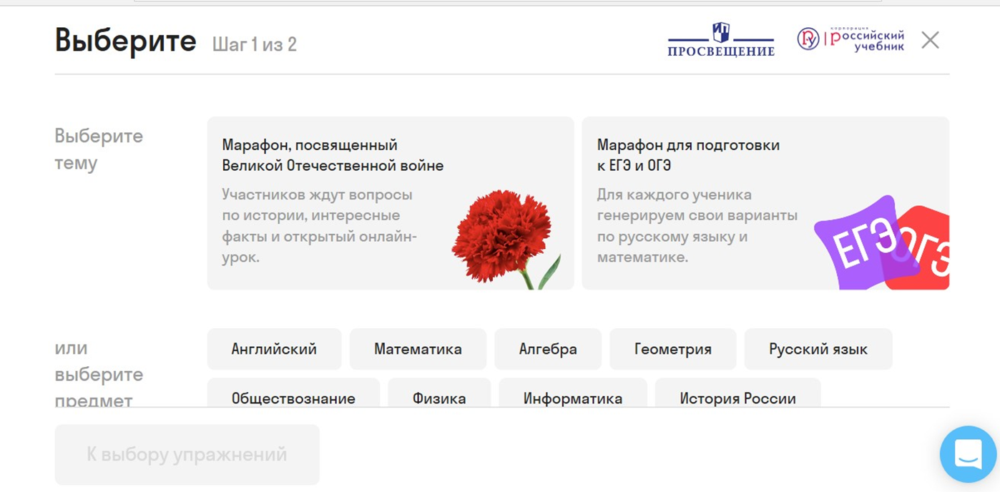 Выберите Шаг 1 из 2
ПРОСВЕЩЕНИЕ
корпорация
российский
учебник
Выберите
тему
Марафон, посвященный
Великой Отечественной войне
Участников ждут вопросы
по истории, интересные
факты и открытый онлайн-
урок.
Марафон для подготовки
к ЕГЭ и ОГЭ
Для каждого ученика
генерируем свои варианты
по русскому языку и
математике.
ЕГЭ
ОГЭ
или
выберите
предмет
Английский Математика Алгебра Геометрия Русский язык
Обществознание Физика Информатика История России
К выбору упражнений